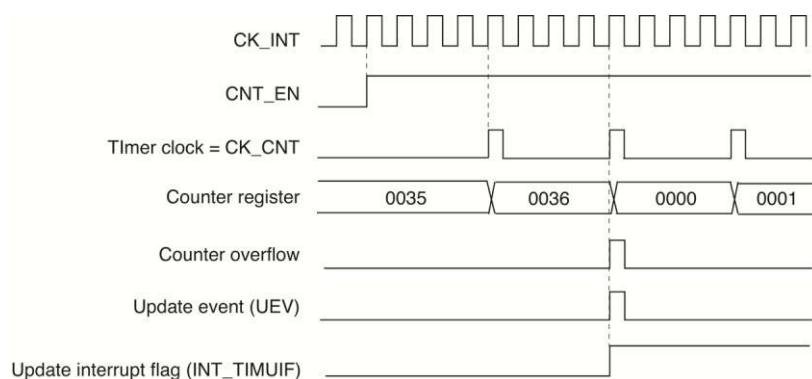 CK_INT
CNT_EN
TImer clock = CK_CNT
Counter register 0035 0036 0000 0001
Counter overflow
Update event (UEV)
Update interrupt flag (INT_TIMUIF)